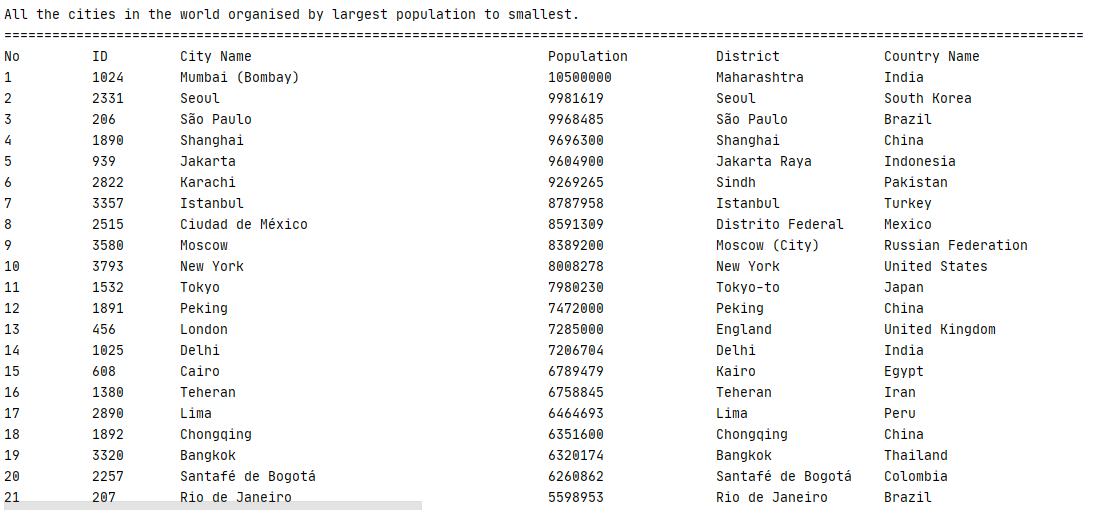 All the cities in the world organised by largest population to smallest.
=======================================================================================================================================
No ID City Name Population District Country Name
1 1024 Mumbai (Bombay) 10500000 Maharashtra India
2 2331 Seoul 9981619 Seoul South Korea
3 206 São Paulo 9968485 São Paulo Brazil
4 1890 Shanghai 9696300 Shanghai China
5 939 Jakarta 9604900 Jakarta Raya Indonesia
6 2822 Karachi 9269265 Sindh Pakistan
7 3357 Istanbul 8787958 Istanbul Turkey
8 2515 Ciudad de México 8591309 Distrito Federal Mexico
9 3580 Moscow 8389200 Moscow (City) Russian Federation
10 3793 New York 8008278 New York United States
11 1532 Tokyo 7980230 Tokyo-to Japan
12 1891 Peking 7472000 Peking China
13 456 London 7285000 England United Kingdom
14 1025 Delhi 7206704 Delhi India
15 608 Cairo 6789479 Kairo Egypt
16 1380 Teheran 6758845 Teheran Iran
17 2890 Lima 6464693 Lima Peru
18 1892 Chongqing 6351600 Chongqing China
19 3320 Bangkok 6320174 Bangkok Thailand
20 2257 Santafé de Bogotá 6260862 Santafé de Bogotá Colombia
21 207 Rio de Janeiro 5598953 Rio de Janeiro Brazil